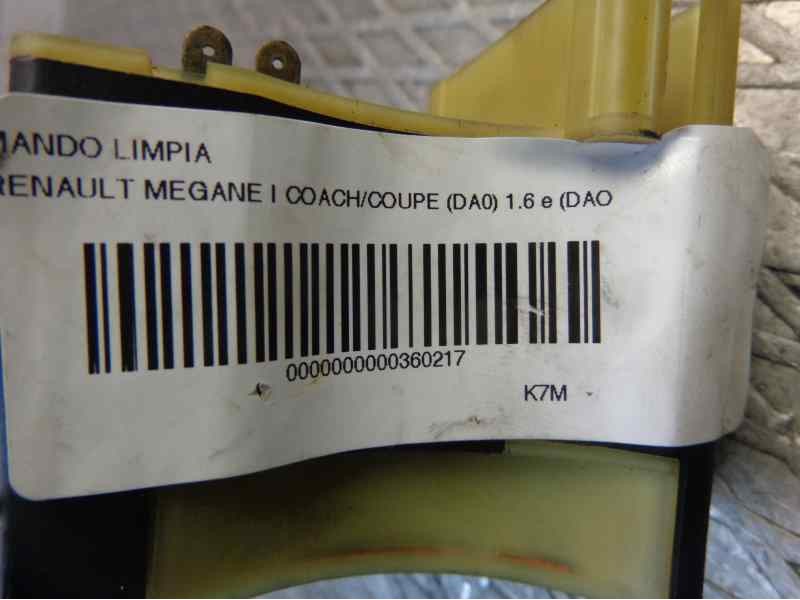 MANDO LIMPIA
RENAULT MEGANE I COACH/COUPE (DA0) 1.6 e (DAO
0000000000360217
K7M